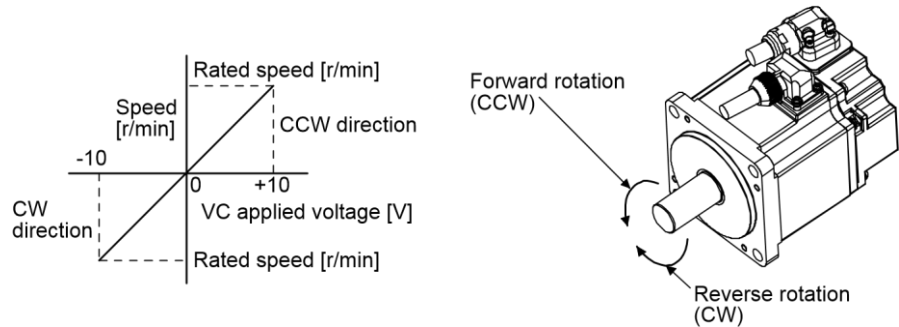 Rated speed [r/min]
Speed
[r/min]
CCW direction
-10
0
+10
CW
direction
VC applied voltage [V]
Rated speed [r/min]
Forward rotation
(CCW)
Reverse rotation
(CW)